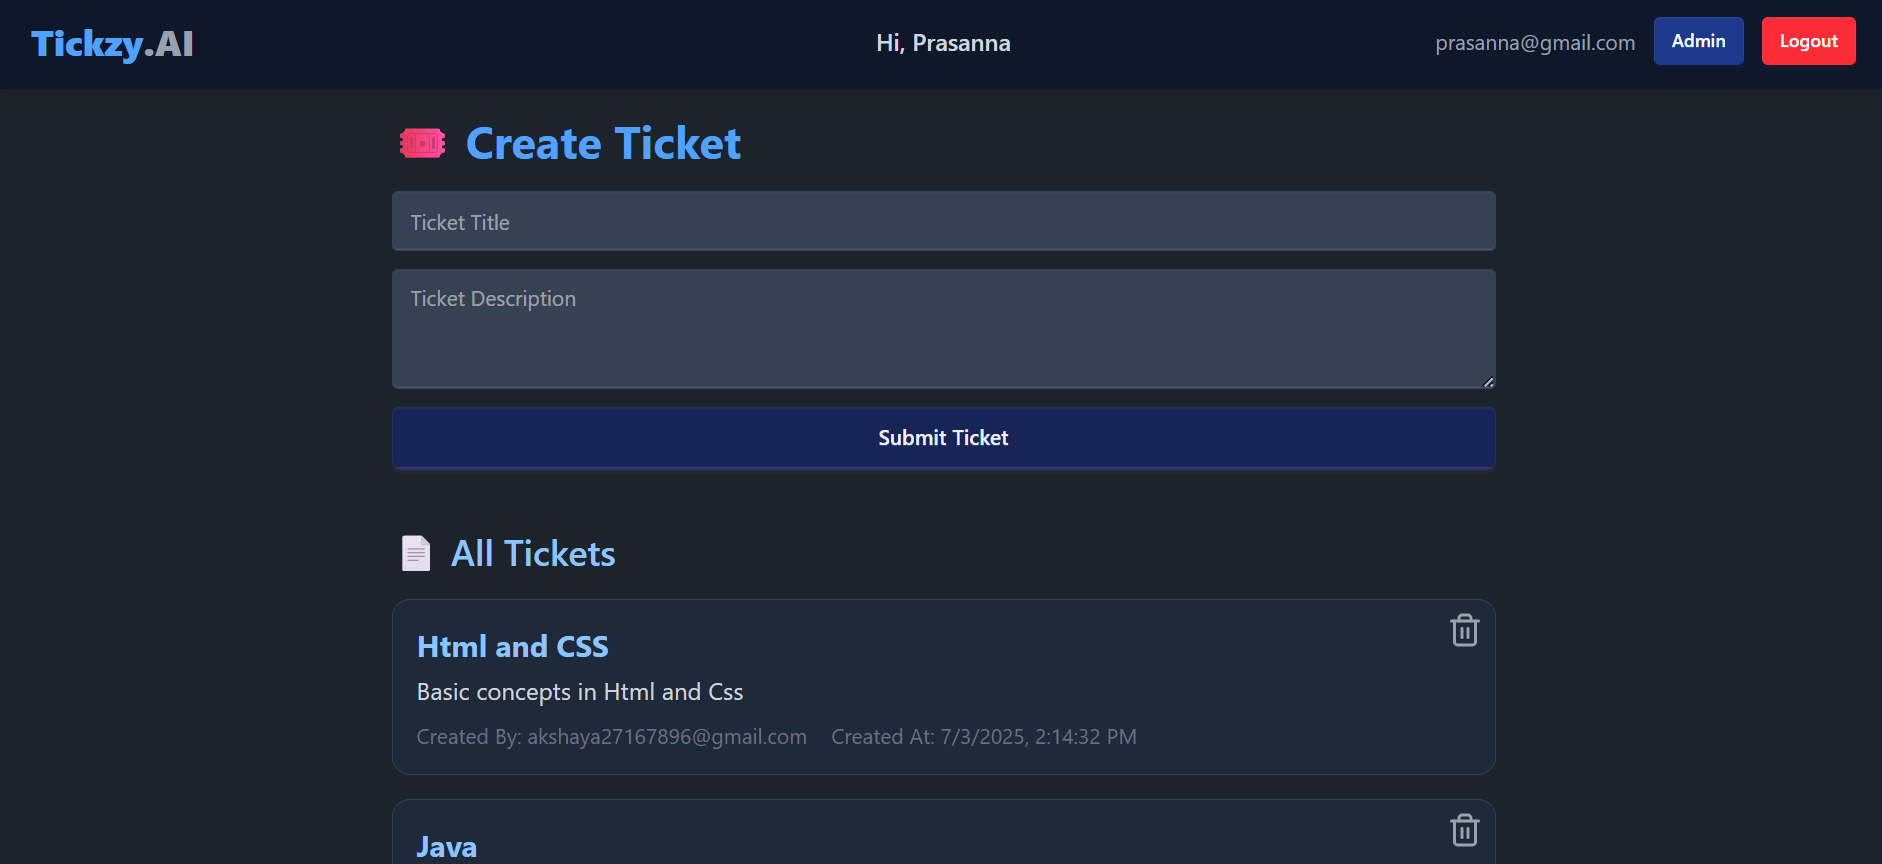 Tickzy.AI
Hi, Prasanna
prasanna@gmail.com
Admin
Logout
Create Ticket
Ticket Title
Ticket Description
Submit Ticket
All Tickets
Html and CSS
Basic concepts in Html and Css
Created By: akshaya27167896@gmail.com Created At: 7/3/2025, 2:14:32 PM
Java